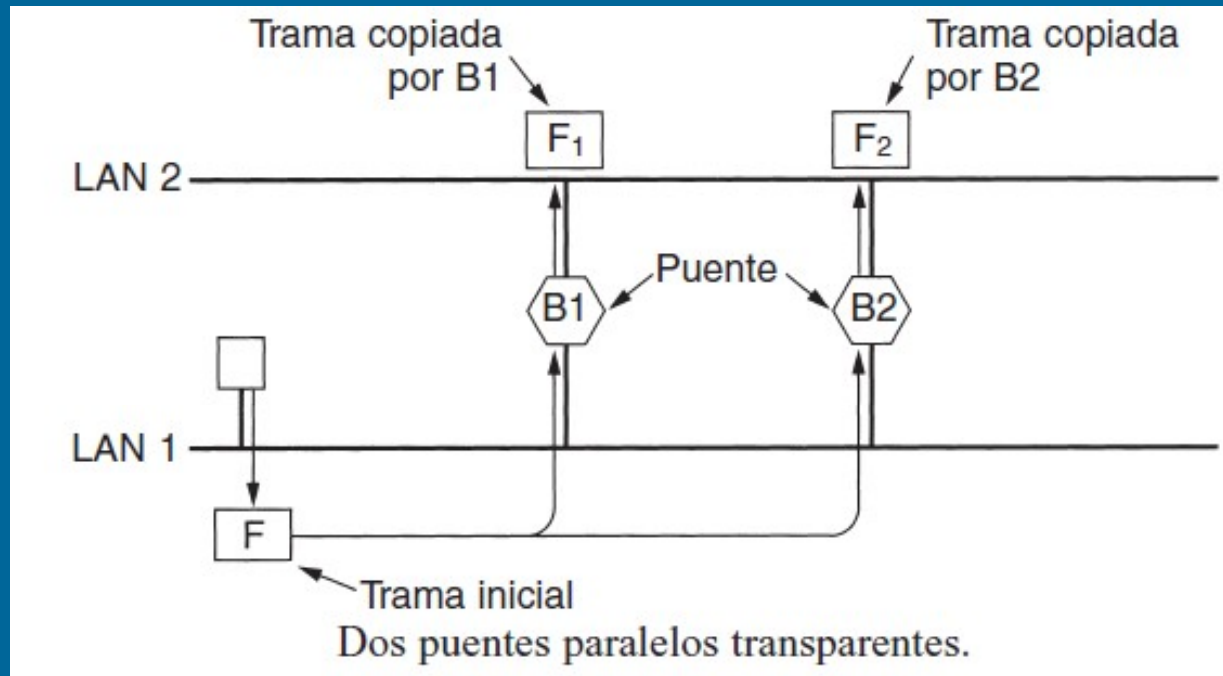 Trama copiada
por B1
Trama copiada
por B2
F₁
F₂
LAN 2
Puente
B1
B2
LAN 1
F
Trama inicial
Dos puentes paralelos transparentes.